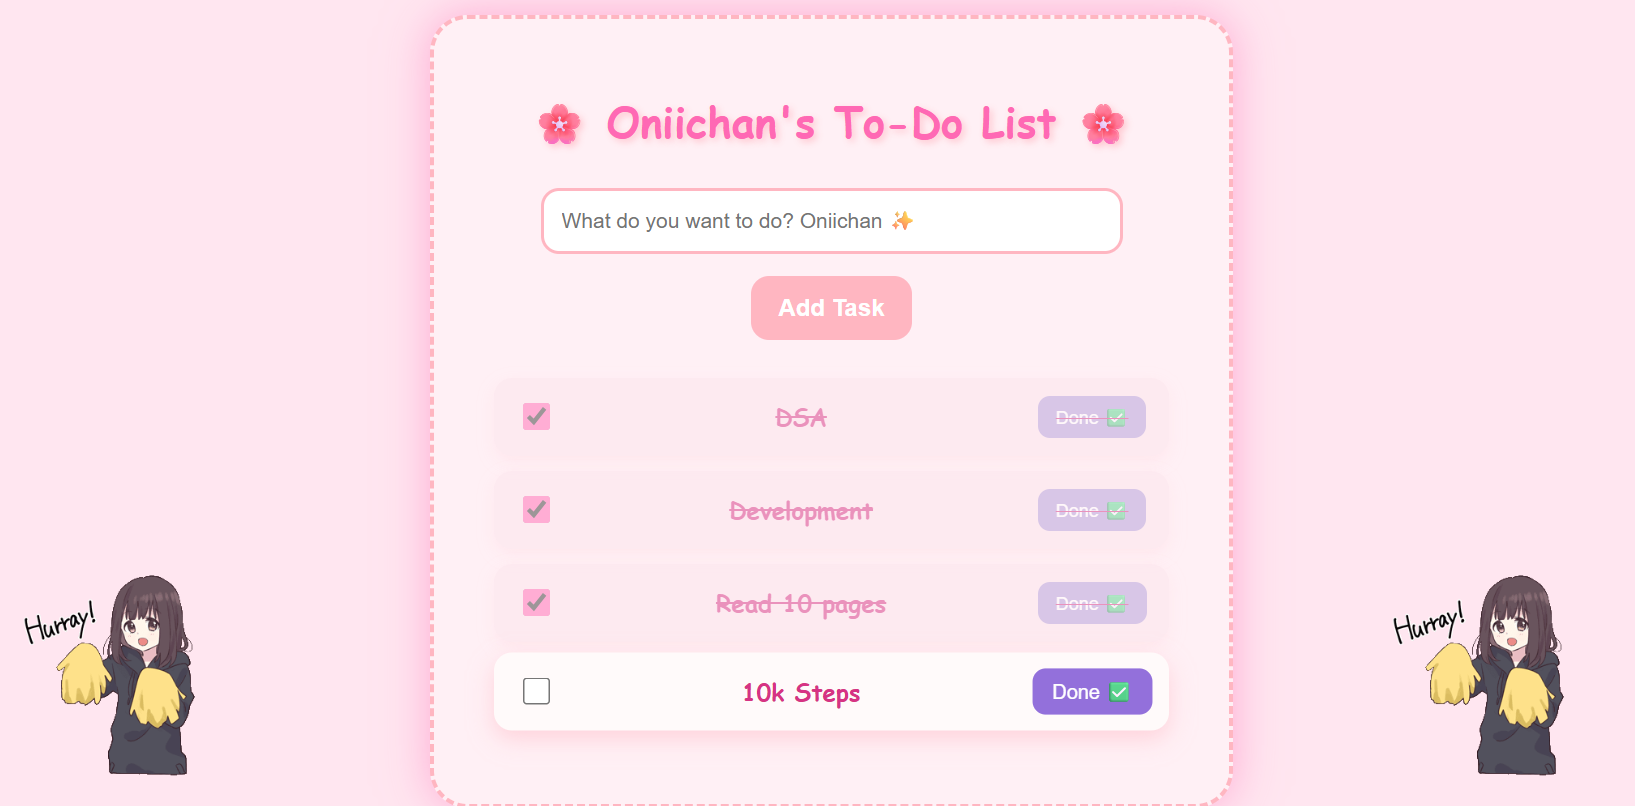 🌸 Oniichan's To-Do List 🌸
What do you want to do? Oniichan ✨
Add Task
DSA Done ✅
Development Done ✅
Read 10 pages Done ✅
10k Steps Done ✅
Hurray!
Hurray!